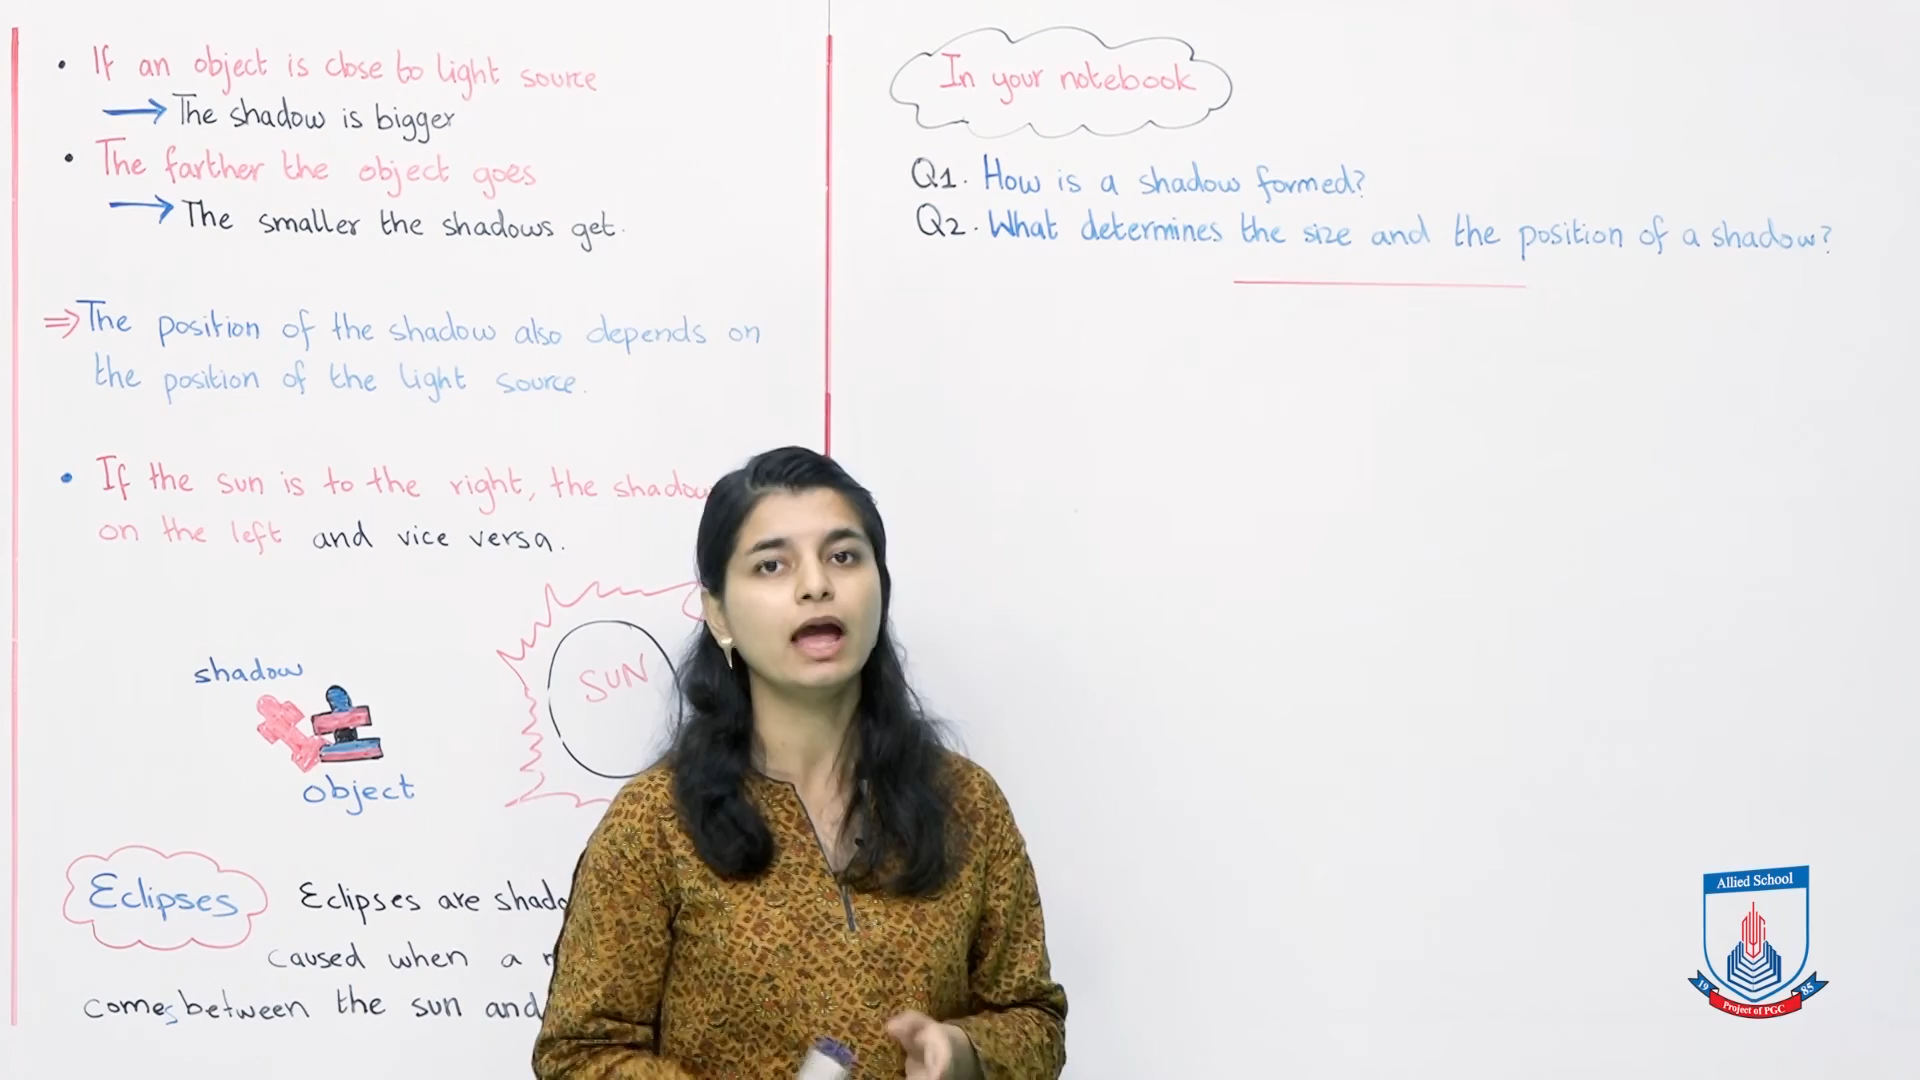 • If an object is close to light source
→ The shadow is bigger
• The farther the object goes
→ The smaller the shadows get.
⇒ The position of the shadow also depends on
the position of the light source.
• If the sun is to the right, the
on the left and vice versa.
shadow
SUN
object
Eclipses
Eclipses are
caused when a
comes between the sun and
In your notebook
Q1. How is a shadow formed?
Q2. What determines the size and the position of a shadow?
Allied School
19 85
Project of PGC